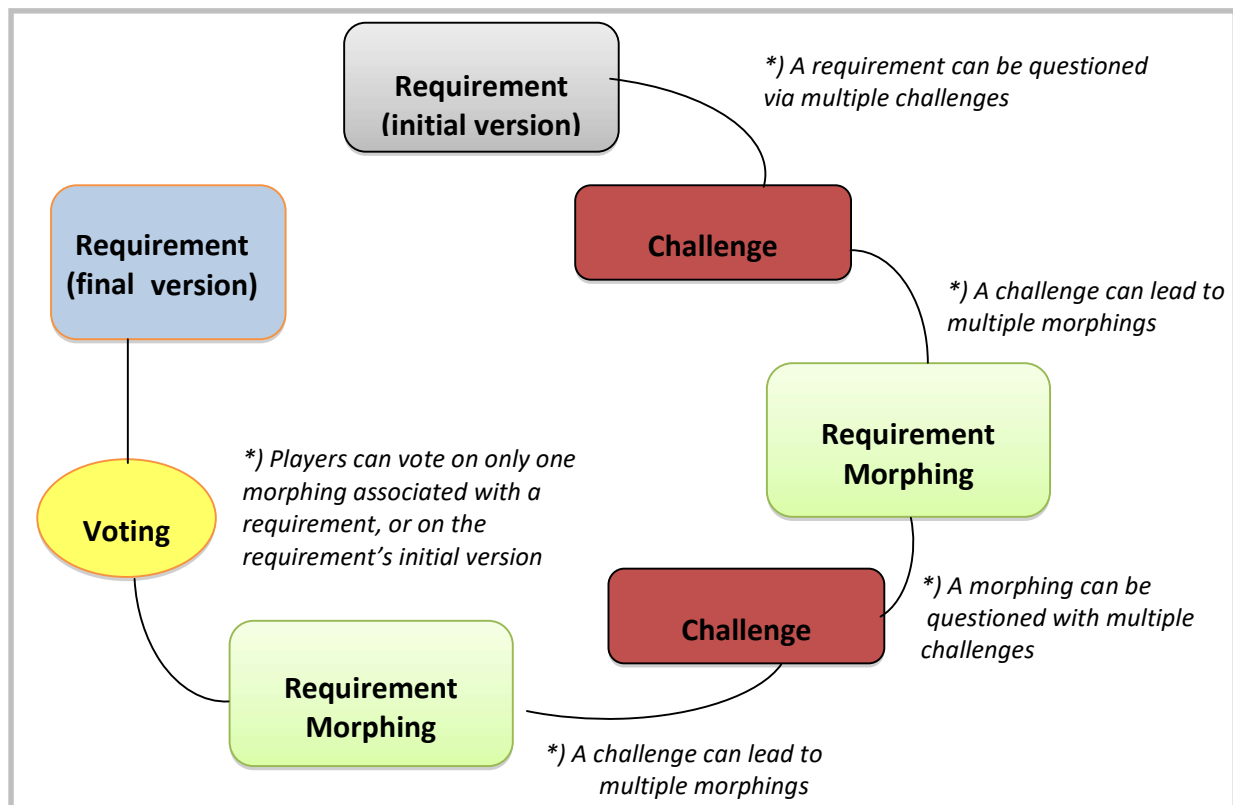 Requirement
(initial version)
*) A requirement can be questioned
via multiple challenges
Challenge
*) A challenge can lead to
multiple morphings
Requirement
Morphing
*) A morphing can be
questioned with multiple
challenges
Challenge
*) A challenge can lead to
multiple morphings
Requirement
Morphing
*) Players can vote on only one
morphing associated with a
requirement, or on the
requirement’s initial version
Voting
Requirement
(final version)